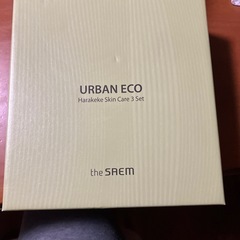 URBAN ECO
Harakeke Skin Care 3 Set
the SAEM